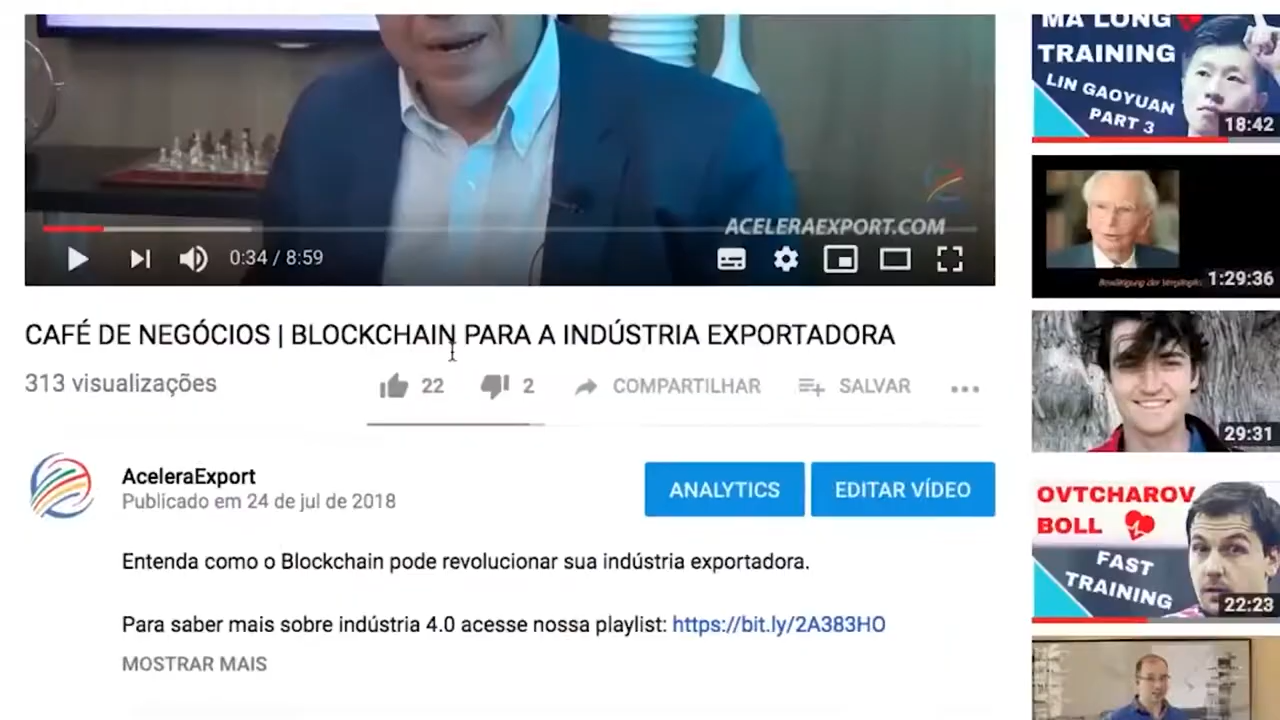 ACELERAEXPORT.COM
0:34 / 8:59
CAFÉ DE NEGÓCIOS | BLOCKCHAIN PARA A INDÚSTRIA EXPORTADORA
313 visualizações
22
2
COMPARTILHAR
SALVAR
AceleraExport
Publicado em 24 de jul de 2018
ANALYTICS
EDITAR VÍDEO
Entenda como o Blockchain pode revolucionar sua indústria exportadora.
Para saber mais sobre indústria 4.0 acesse nossa playlist: https://bit.ly/2A383HO
MOSTRAR MAIS
MA LONG
TRAINING
LIN GAOYUAN
PART 3
18:42
1:29:36
29:31
OVTCHAROV
BOLL
FAST
TRAINING
22:23